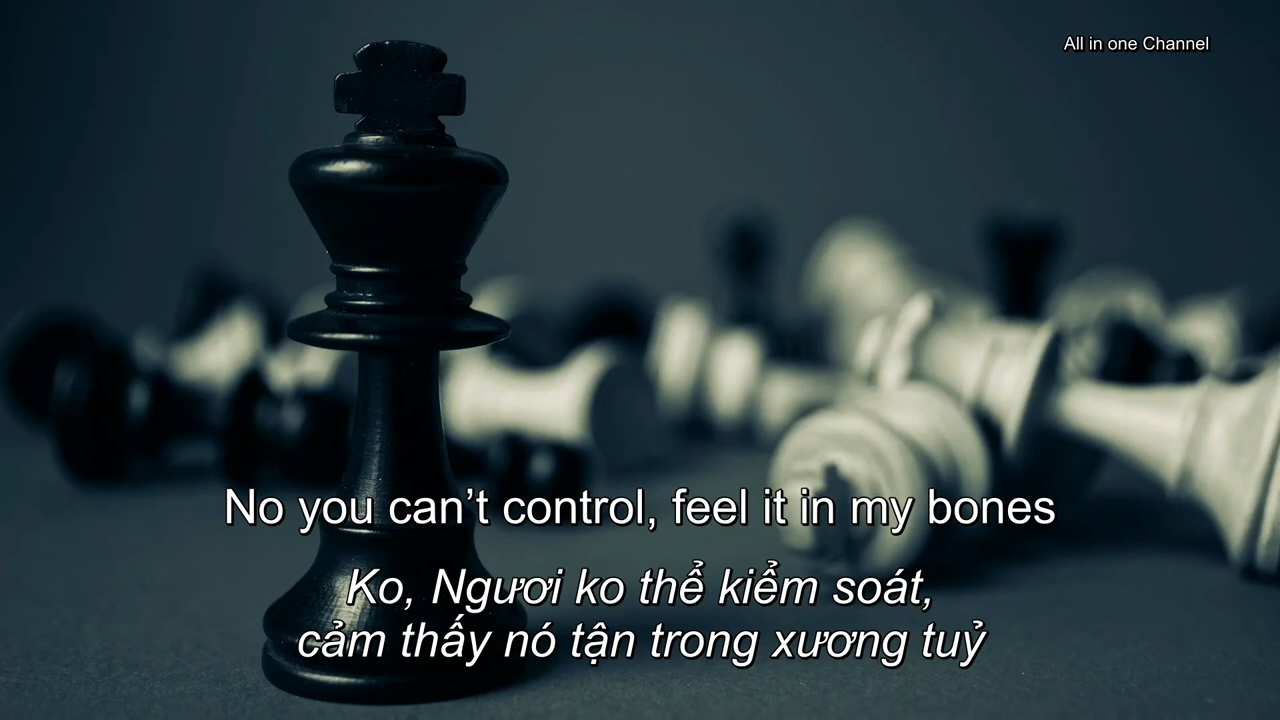 All in one Channel
No you can’t control, feel it in my bones
Ko, Ngươi ko thể kiểm soát,
cảm thấy nó tận trong xương tuỷ